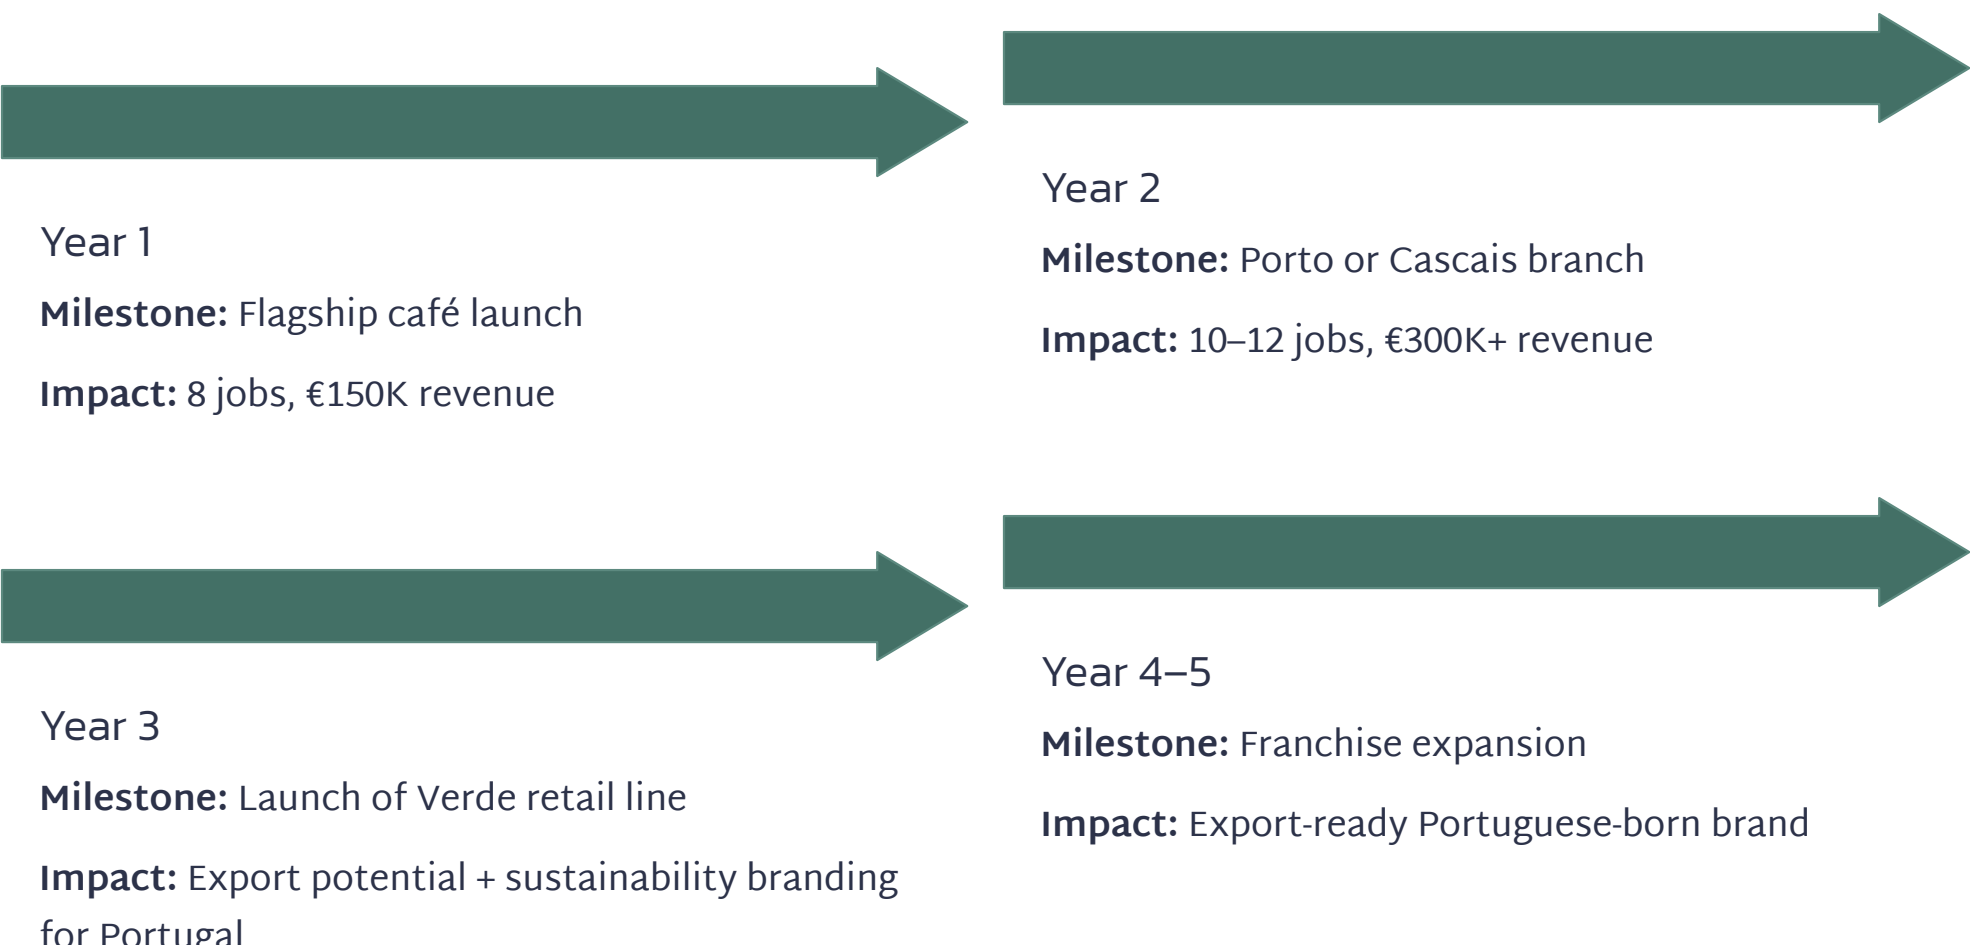 Year 1
Milestone: Flagship café launch
Impact: 8 jobs, €150K revenue
Year 2
Milestone: Porto or Cascais branch
Impact: 10–12 jobs, €300K+ revenue
Year 3
Milestone: Launch of Verde retail line
Impact: Export potential + sustainability branding
for Portugal
Year 4–5
Milestone: Franchise expansion
Impact: Export-ready Portuguese-born brand